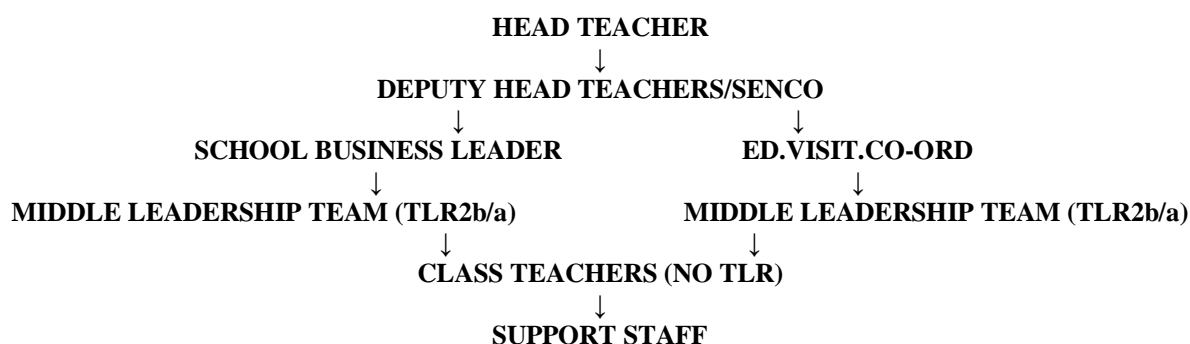 HEAD TEACHER
↓
DEPUTY HEAD TEACHERS/SENCO
↓ ↓
SCHOOL BUSINESS LEADER ED.VISIT.CO-ORD
↓ ↓
MIDDLE LEADERSHIP TEAM (TLR2b/a) MIDDLE LEADERSHIP TEAM (TLR2b/a)
↓ ↓
CLASS TEACHERS (NO TLR)
↓
SUPPORT STAFF